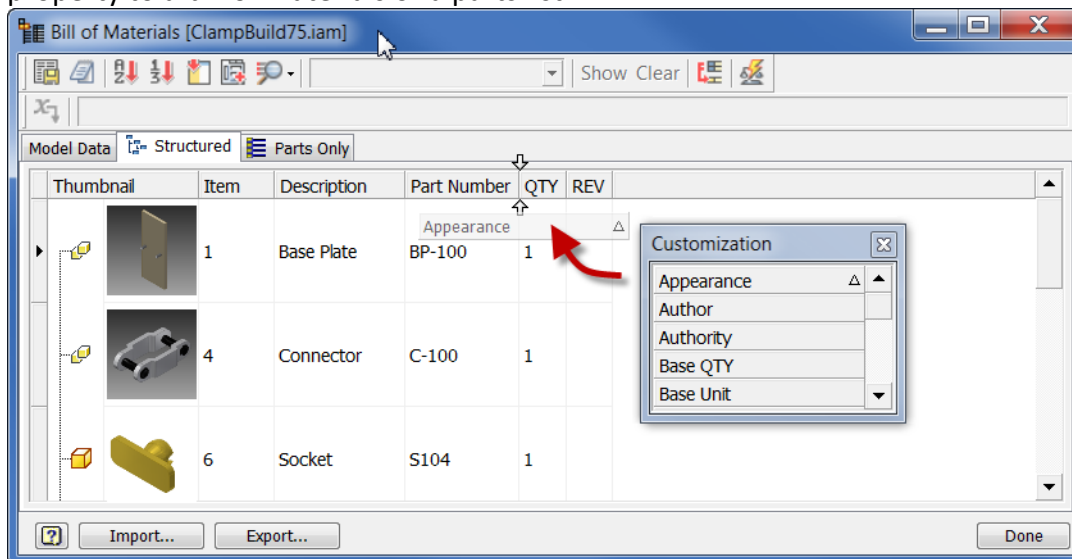 Bill of Materials [ClampBuild75.iam]
Show Clear
Model Data Structured Parts Only
Thumbnail Item Description Part Number QTY REV
Appearance
1 Base Plate BP-100 1
4 Connector C-100 1
6 Socket S104 1
Customization
Appearance
Author
Authority
Base QTY
Base Unit
Import... Export... Done